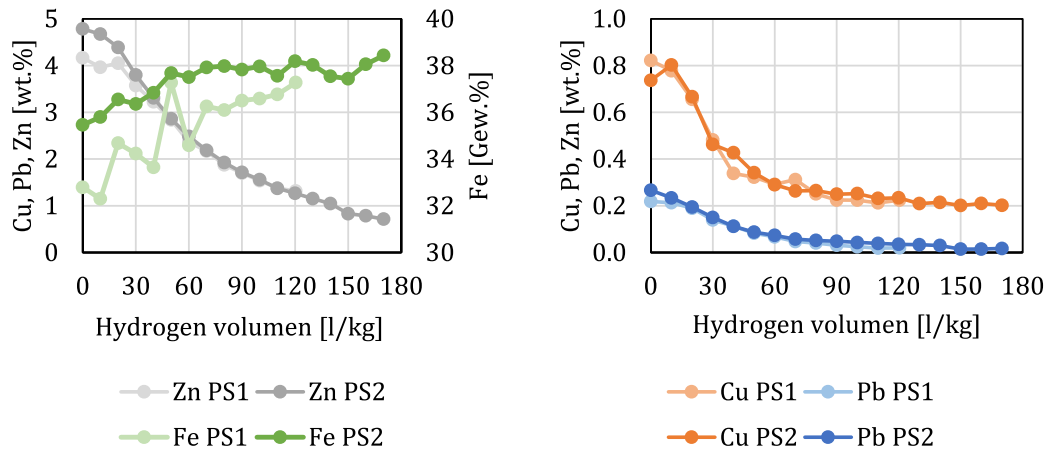 Cu, Pb, Zn [wt.%]
5
4
3
2
1
0
40
38
36
34
32
30
Fe [Gew.%]
0 30 60 90 120 150 180
Hydrogen volumen [l/kg]
Zn PS1 Zn PS2
Fe PS1 Fe PS2
Cu, Pb, Zn [wt.%]
1.0
0.8
0.6
0.4
0.2
0.0
0 30 60 90 120 150 180
Hydrogen volumen [l/kg]
Cu PS1 Pb PS1
Cu PS2 Pb PS2